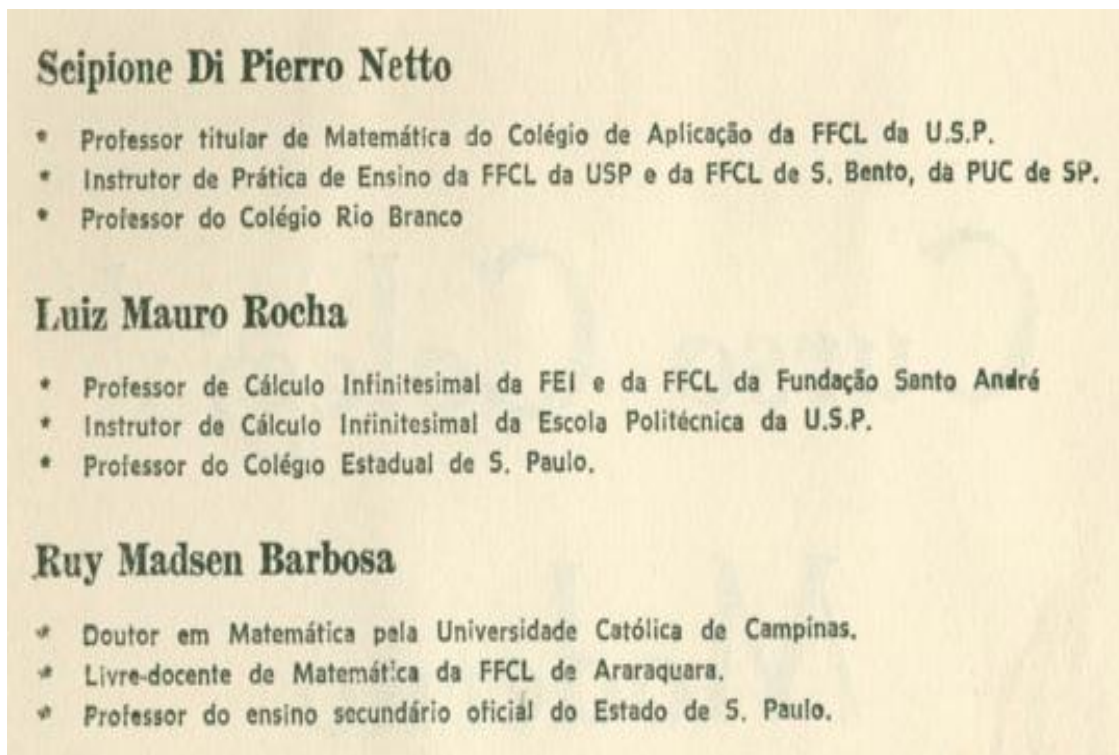 Scipione Di Pierro Netto
* Professor titular de Matemática do Colégio de Aplicação da FFCL da U.S.P.
* Instrutor de Prática de Ensino da FFCL da USP e da FFCL de S. Bento, da PUC de SP.
* Professor do Colégio Rio Branco
Luiz Mauro Rocha
* Professor de Cálculo Infinitesimal da FEI e da FFCL da Fundação Santo André
* Instrutor de Cálculo Infinitesimal da Escola Politécnica da U.S.P.
* Professor do Colégio Estadual de S. Paulo.
Ruy Madsen Barbosa
* Doutor em Matemática pela Universidade Católica de Campinas.
* Livre-docente de Matemática da FFCL de Araraquara.
* Professor do ensino secundário oficial do Estado de S. Paulo.